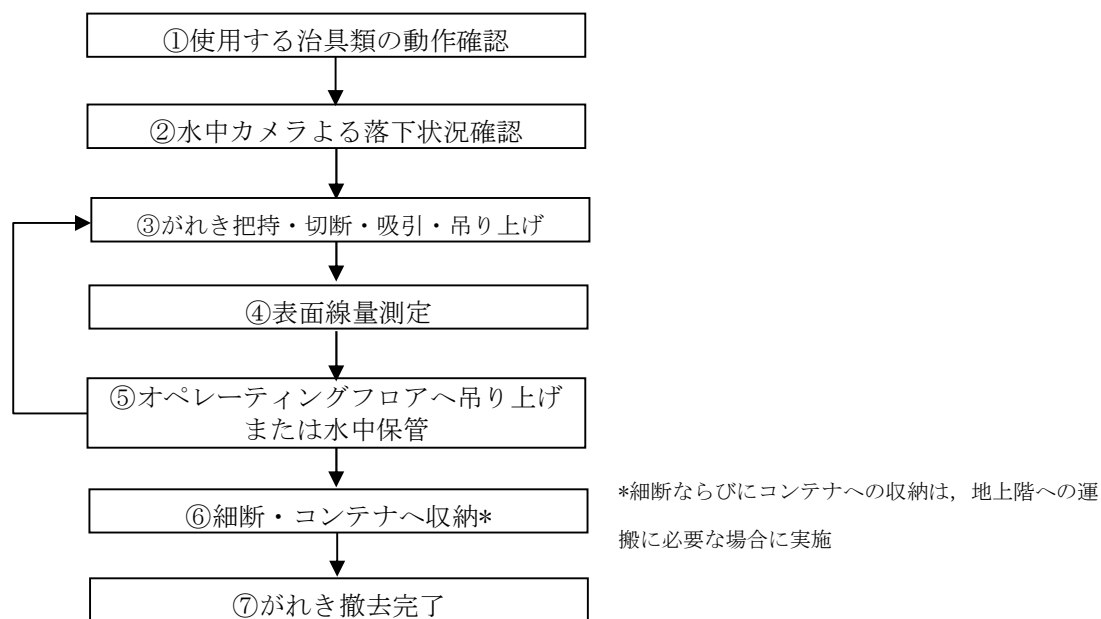 ①使用する治具類の動作確認
②水中カメラよる落下状況確認
③がれき把持・切断・吸引・吊り上げ
④表面線量測定
⑤オペレーティングフロアへ吊り上げ
または水中保管
⑥細断・コンテナへ収納*
*細断ならびにコンテナへの収納は，地上階への運
搬に必要な場合に実施
⑦がれき撤去完了